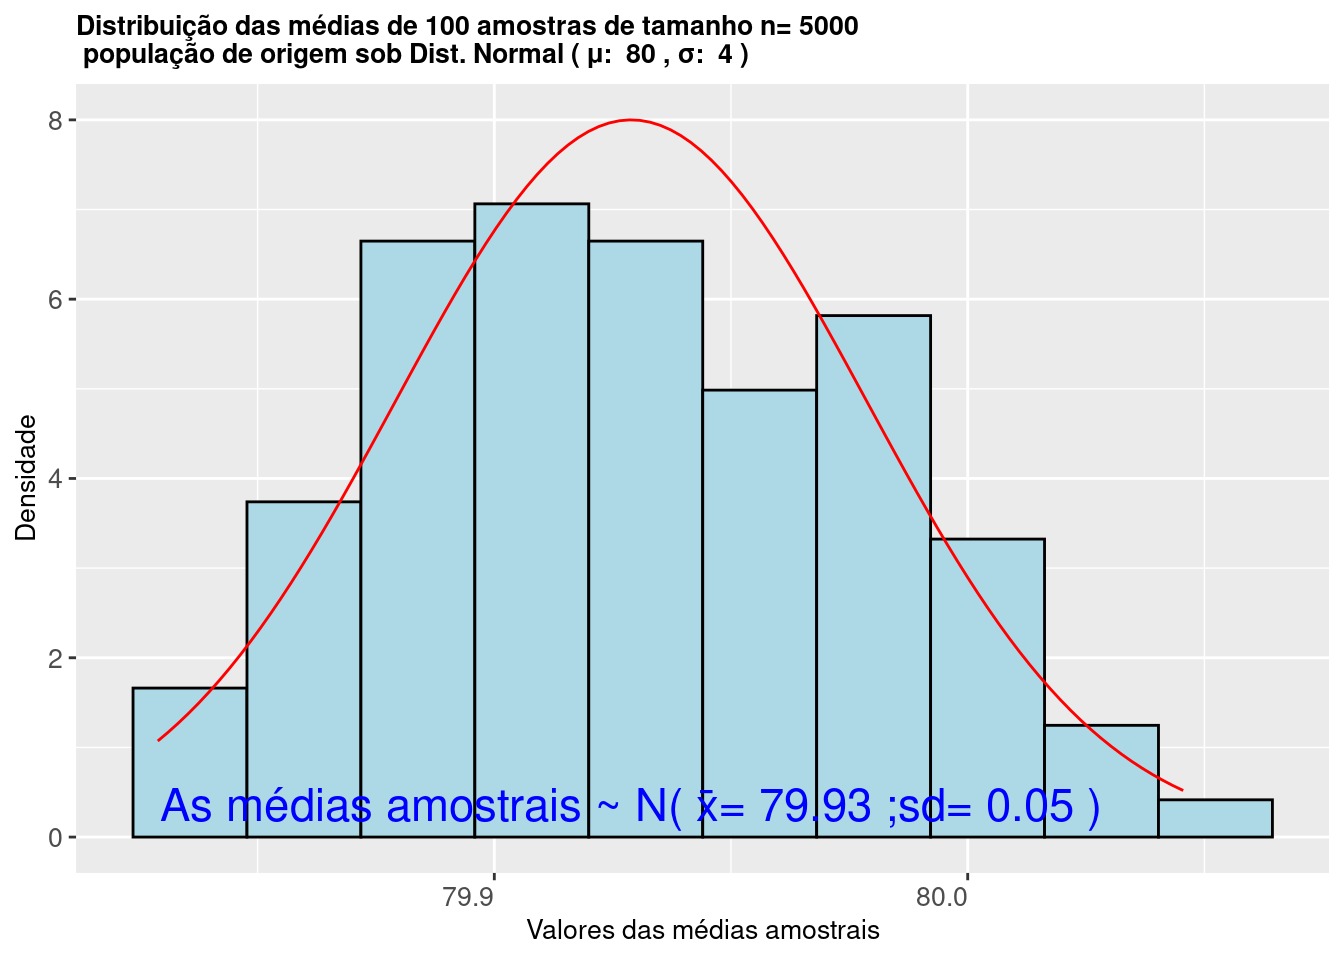 Distribuição das médias de 100 amostras de tamanho n= 5000
população de origem sob Dist. Normal ( μ:  80 , σ:  4 )
8
6
4
2
0
Densidade
As médias amostrais ~ N( x̄= 79.93 ;sd= 0.05 )
79.9
80.0
Valores das médias amostrais